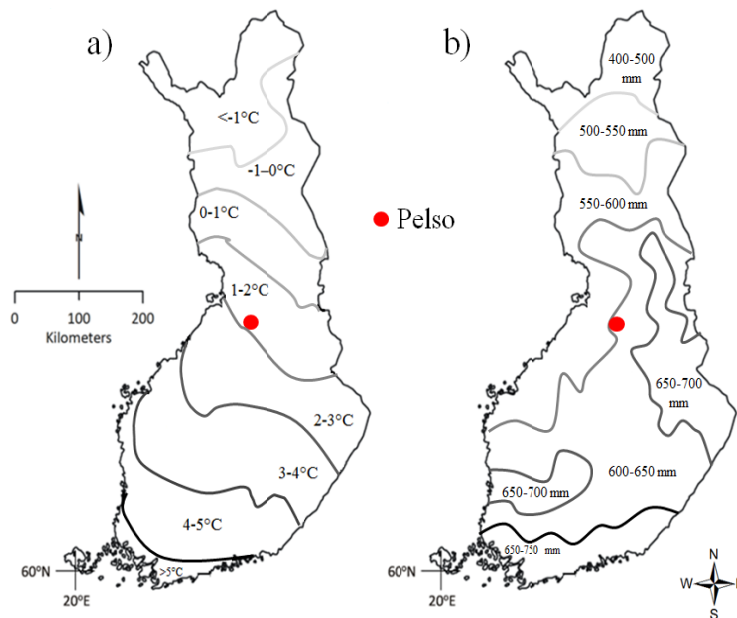 a)
<-1°C
-1–0°C
0-1°C
1-2°C
2-3°C
3-4°C
4-5°C
>5°C
N
0 100 200
Kilometers
60°N
20°E
Pelso
b)
400-500
mm
500-550 mm
550-600 mm
650-700
mm
600-650 mm
650-700 mm
650-750 mm
60°N
20°E
N
W E
S